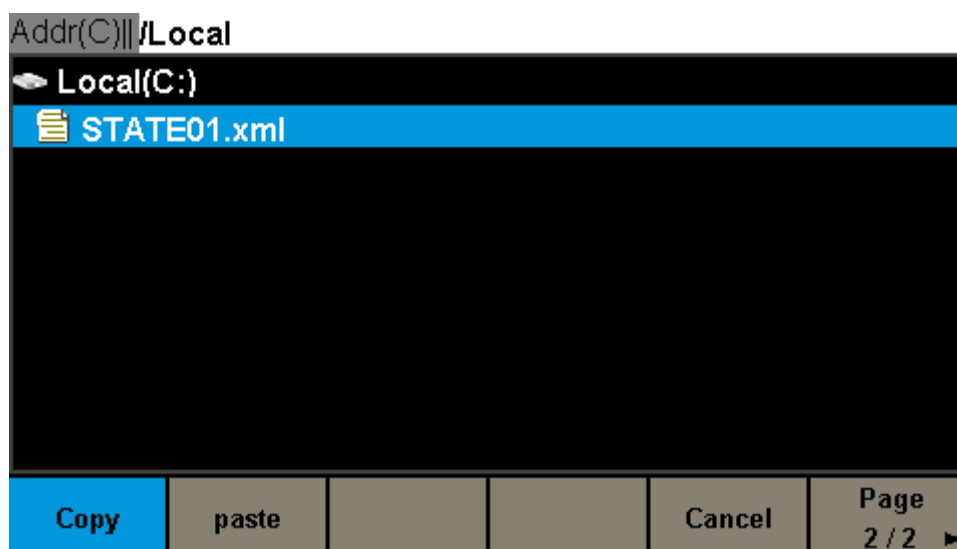 Addr(C)|| /Local
Local(C:)
STATE01.xml
Copy paste Cancel Page
2 / 2